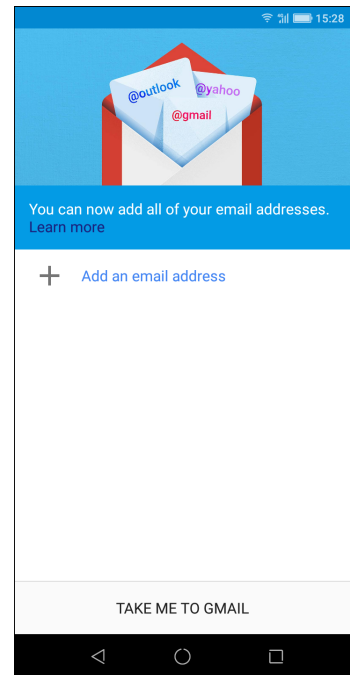 15:28
@outlook
@yahoo
@gmail
You can now add all of your email addresses.
Learn more
Add an email address
TAKE ME TO GMAIL